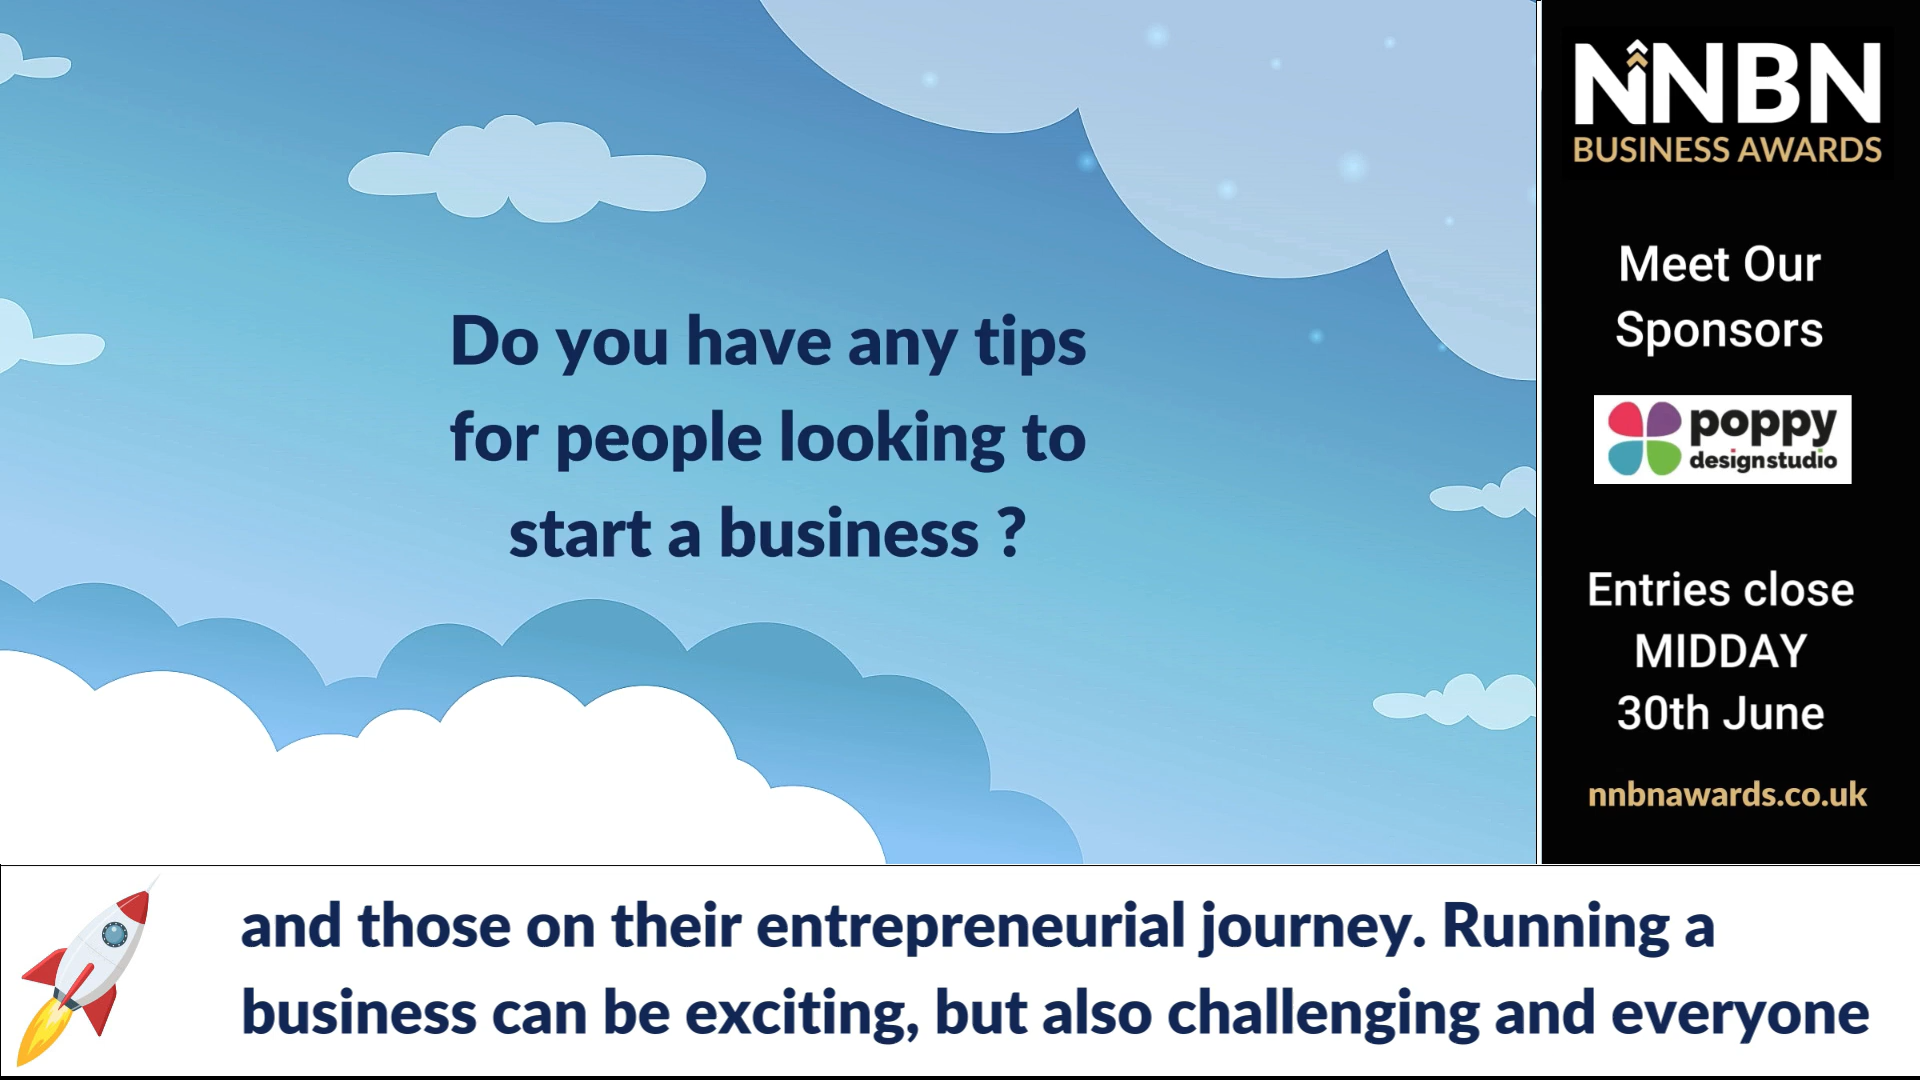 Do you have any tips
for people looking to
start a business ?
NNBN
BUSINESS AWARDS
Meet Our
Sponsors
poppy
designstudio
Entries close
MIDDAY
30th June
nnbnawards.co.uk
and those on their entrepreneurial journey. Running a
business can be exciting, but also challenging and everyone